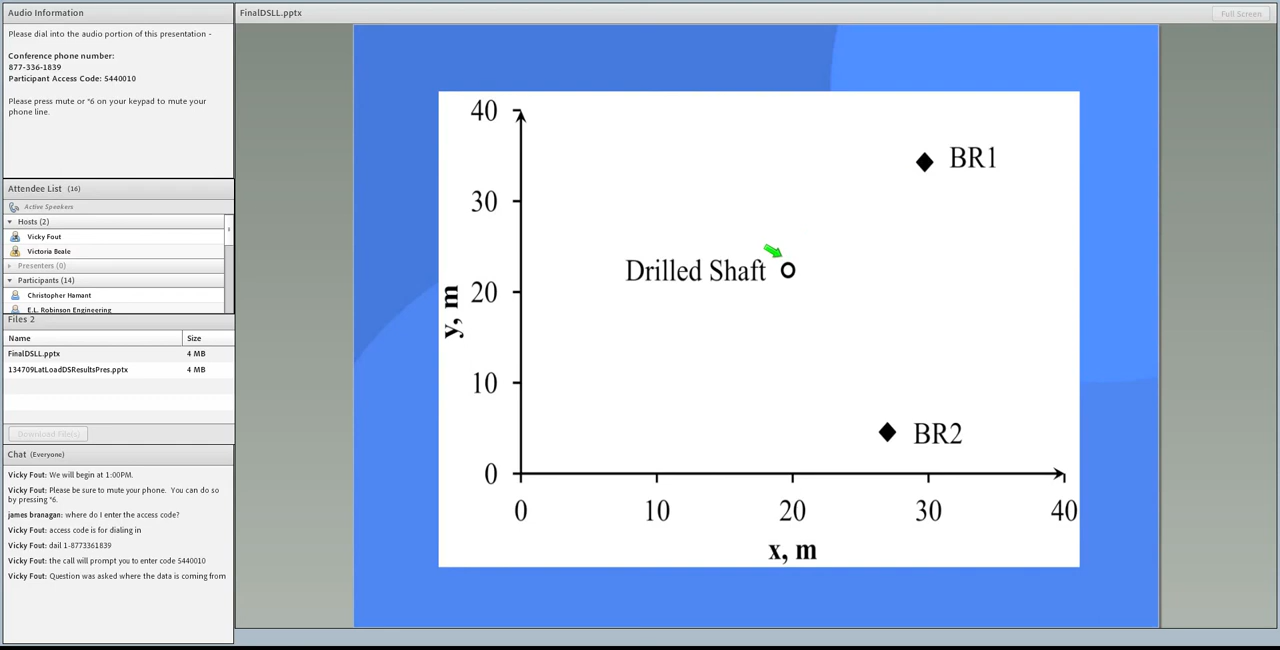 Audio Information
Please dial into the audio portion of this presentation -
Conference phone number:
877-336-1839
Participant Access Code: 5440010
Please press mute or *6 on your keypad to mute your
phone line.
Attendee List (16)
Active Speakers
Hosts (2)
Vicky Fout
Victoria Beale
Presenters (0)
Participants (14)
Christopher Hamant
E.L. Robinson Engineering
Files 2
Name Size
FinalDSLL.pptx 4 MB
134709LatLoadDSResultsPres.pptx 4 MB
Download File(s)
Chat (Everyone)
Vicky Fout: We will begin at 1:00PM.
Vicky Fout: Please be sure to mute your phone. You can do so
by pressing *6.
james branagan: where do I enter the access code?
Vicky Fout: access code is for dialing in
Vicky Fout: dail 1-8773361839
Vicky Fout: the call will prompt you to enter code 5440010
Vicky Fout: Question was asked where the data is coming from
FinalDSLL.pptx
Full Screen
40
BR1
30
Drilled Shaft
20
y, m
10
BR2
0
0 10 20 30 40
x, m